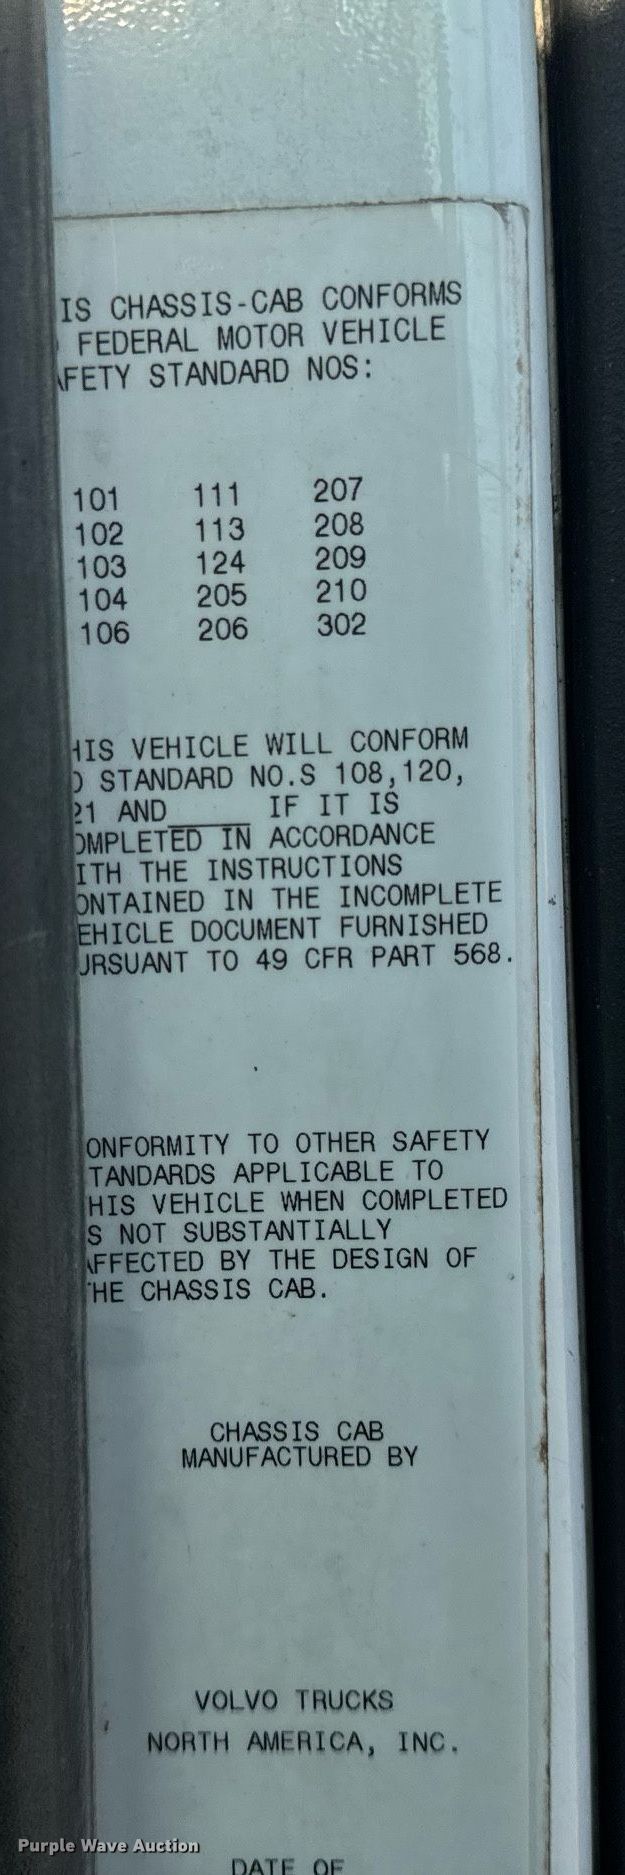 IS CHASSIS-CAB CONFORMS
FEDERAL MOTOR VEHICLE
AFETY STANDARD NOS:
101 111 207
102 113 208
103 124 209
104 205 210
106 206 302
HIS VEHICLE WILL CONFORM
O STANDARD NO.S 108,120,
21 AND_____ IF IT IS
OMPLETED IN ACCORDANCE
ITH THE INSTRUCTIONS
ONTAINED IN THE INCOMPLETE
EHICLE DOCUMENT FURNISHED
URSUANT TO 49 CFR PART 568.
ONFORMITY TO OTHER SAFETY
TANDARDS APPLICABLE TO
HIS VEHICLE WHEN COMPLETED
S NOT SUBSTANTIALLY
AFFECTED BY THE DESIGN OF
THE CHASSIS CAB.
CHASSIS CAB
MANUFACTURED BY
VOLVO TRUCKS
NORTH AMERICA, INC.
DATE OF
Purple Wave Auction